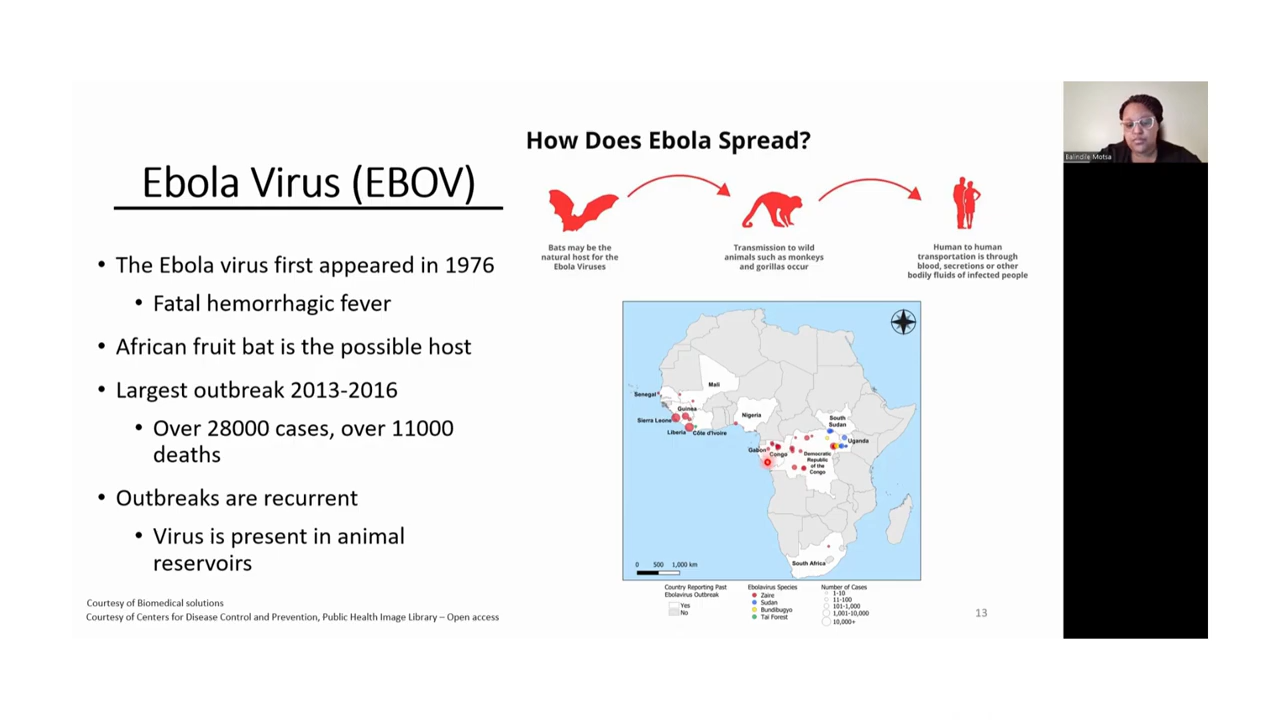 How Does Ebola Spread?
Ebola Virus (EBOV)
• The Ebola virus first appeared in 1976
• Fatal hemorrhagic fever
• African fruit bat is the possible host
• Largest outbreak 2013-2016
• Over 28000 cases, over 11000
deaths
• Outbreaks are recurrent
• Virus is present in animal
reservoirs
Courtesy of Biomedical solutions
Courtesy of Centers for Disease Control and Prevention, Public Health Image Library – Open access
Bats may be the
natural host for the
Ebola Viruses
Transmission to wild
animals such as monkeys
and gorillas occur
Human to human
transportation is through
blood, secretions or other
bodily fluids of infected people
Mali
Senegal
Guinea
Sierra Leone
Liberia
Côte d'Ivoire
Nigeria
South
Sudan
Uganda
Gabon
Congo
Democratic
Republic
of the
Congo
South Africa
0 500 1,000 km
Country Reporting Past
Ebolavirus Outbreak
Yes
No
Ebolavirus Species
Zaire
Sudan
Bundibugyo
Tai Forest
Number of Cases
1-10
11-100
101-1,000
1,001-10,000
10,000+
13
Motsa